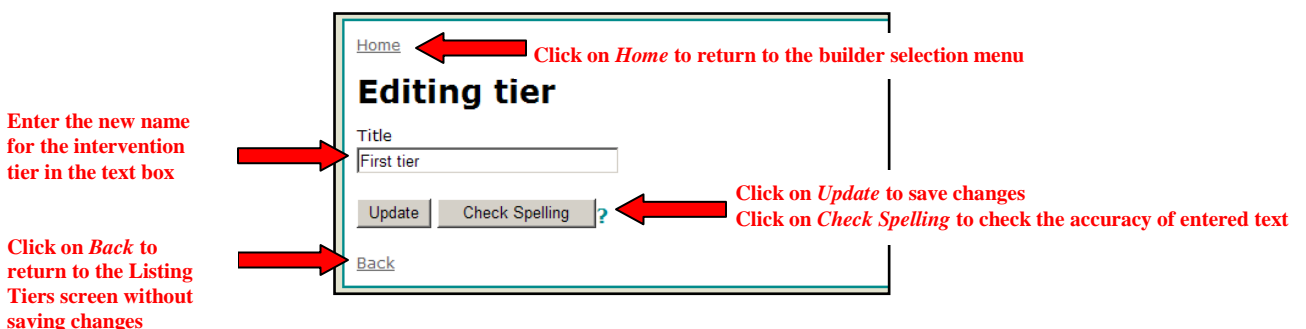 Home
Click on Home to return to the builder selection menu
Editing tier
Enter the new name
for the intervention
tier in the text box
Title
First tier
Update
Check Spelling
?
Click on Update to save changes
Click on Check Spelling to check the accuracy of entered text
Click on Back to
return to the Listing
Tiers screen without
saving changes
Back